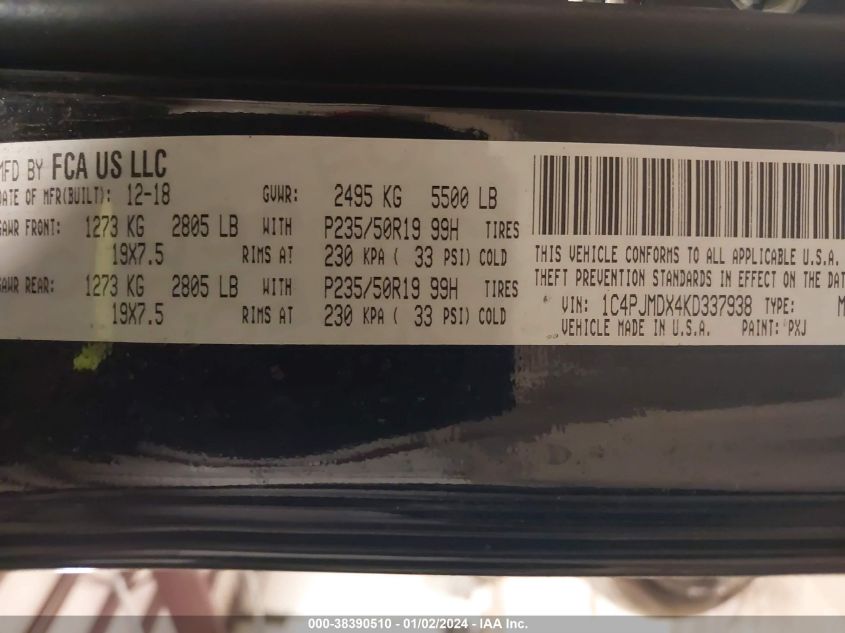 MFD BY FCA US LLC
DATE OF MFR(BUILT): 12-18 GVWR: 2495 KG 5500 LB
GAWR FRONT: 1273 KG 2805 LB WITH P235/50R19 99H TIRES
19X7.5 RIMS AT 230 KPA ( 33 PSI) COLD
GAWR REAR: 1273 KG 2805 LB WITH P235/50R19 99H TIRES
19X7.5 RIMS AT 230 KPA ( 33 PSI) COLD
THIS VEHICLE CONFORMS TO ALL APPLICABLE U.S.A.
THEFT PREVENTION STANDARDS IN EFFECT ON THE DAT
VIN: 1C4PJMDX4KD337938 TYPE: M
VEHICLE MADE IN U.S.A. PAINT: PXJ
000-38390510 - 01/02/2024 - IAA Inc.